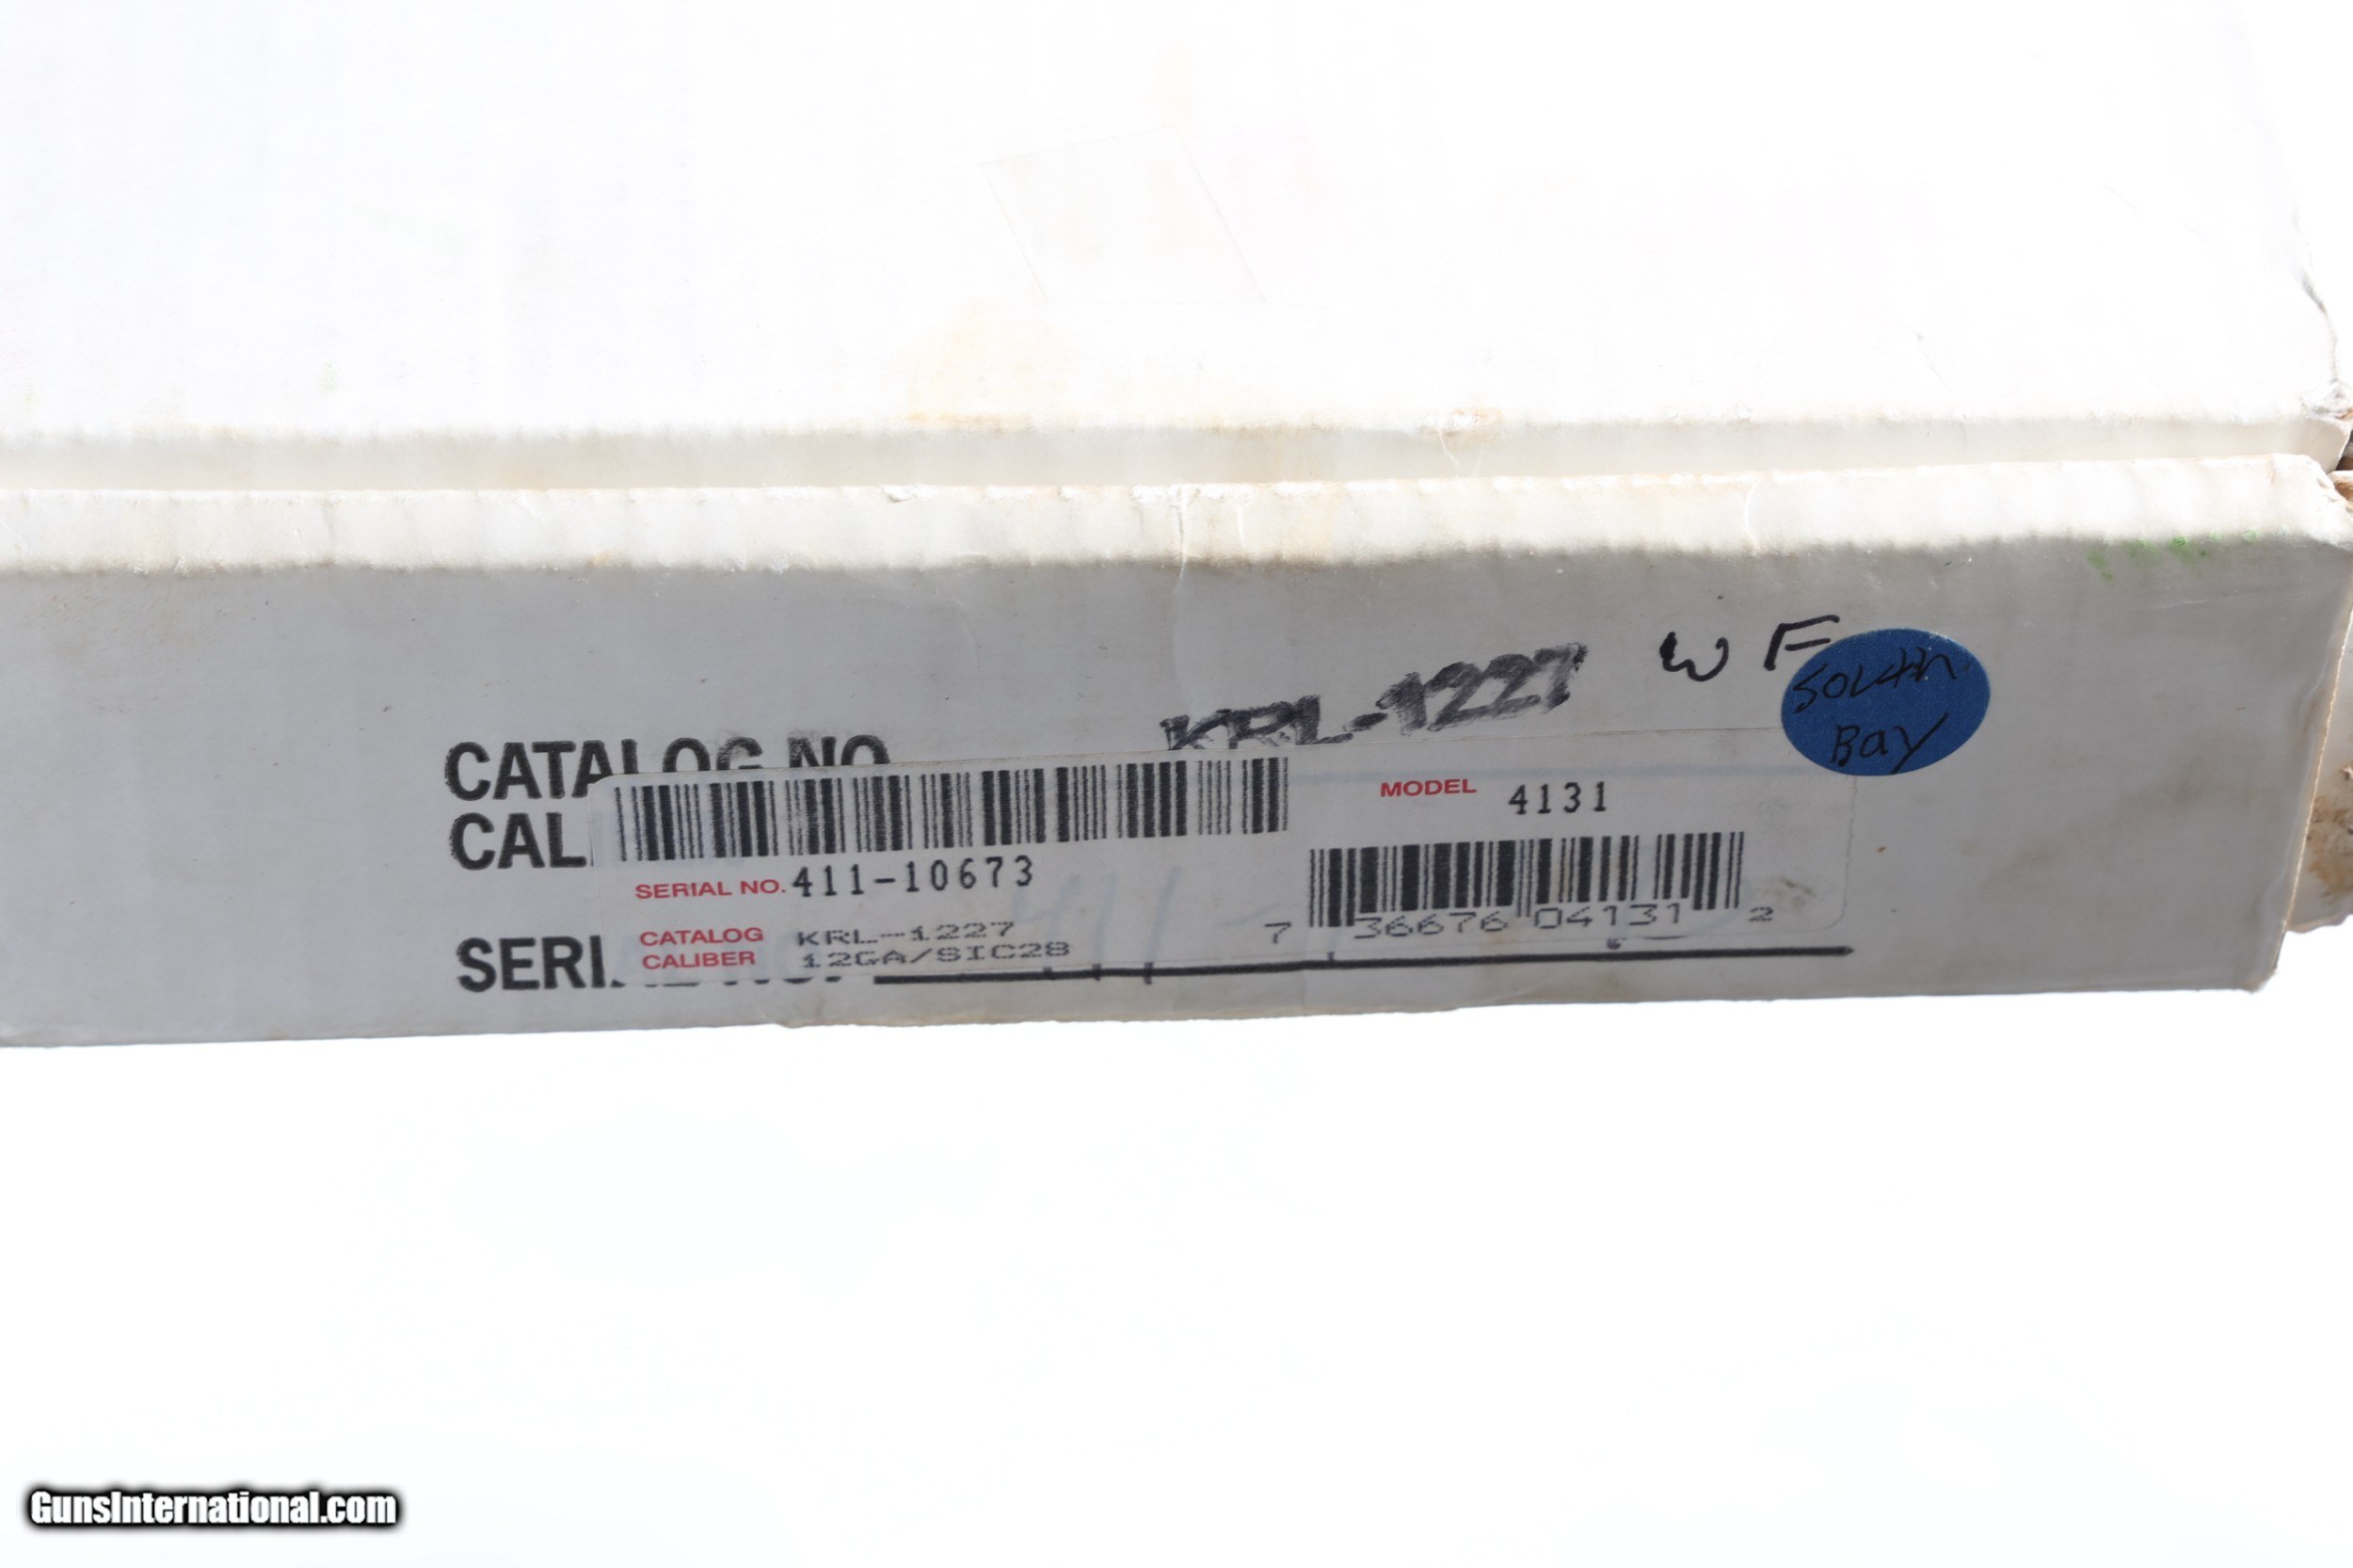 KRL-1227 W F
South
Bay
CATALOG NO
CAL
MODEL 4131
SERIAL NO. 411-10673
CATALOG KRL-1227
CALIBER 12GA/SIC28
7 36676 04131 2
SERI
GunsInternational.com